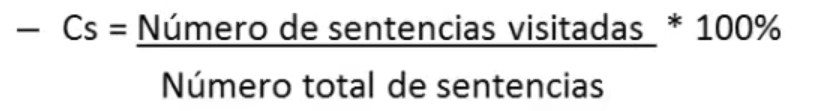 – Cs = Número de sentencias visitadas * 100%
Número total de sentencias